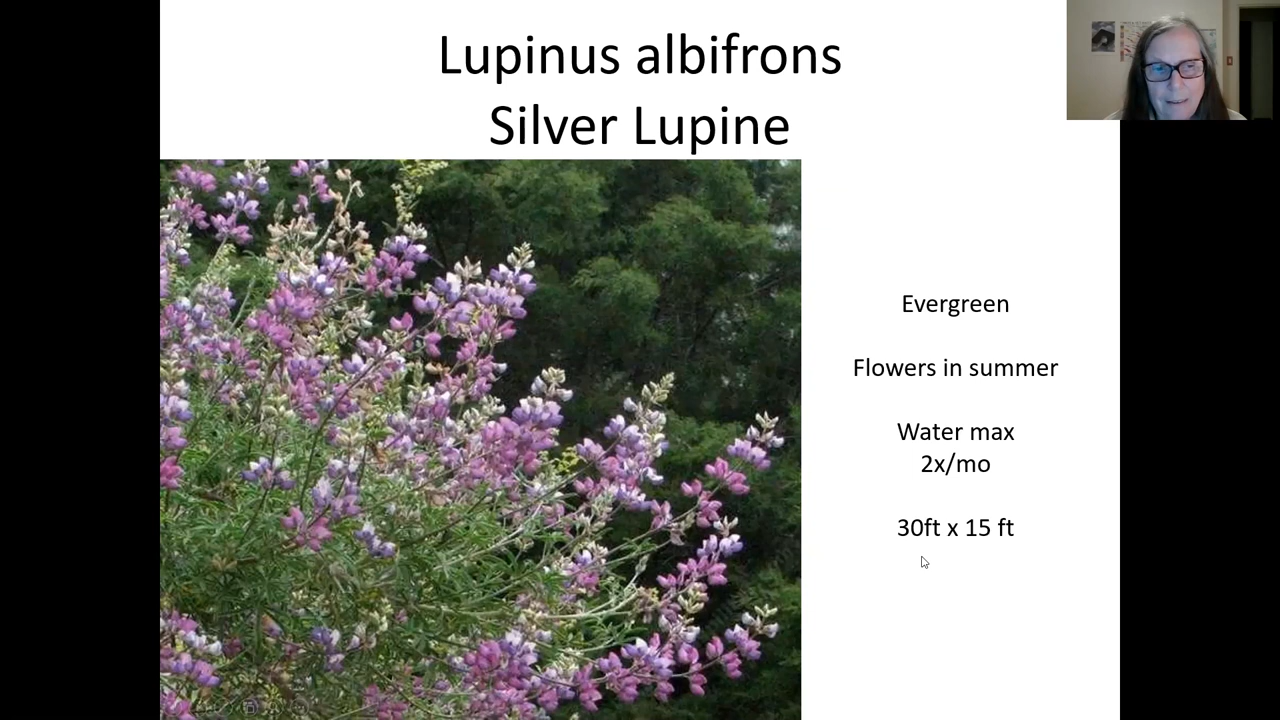 Lupinus albifrons
Silver Lupine
Evergreen
Flowers in summer
Water max
2x/mo
30ft x 15 ft